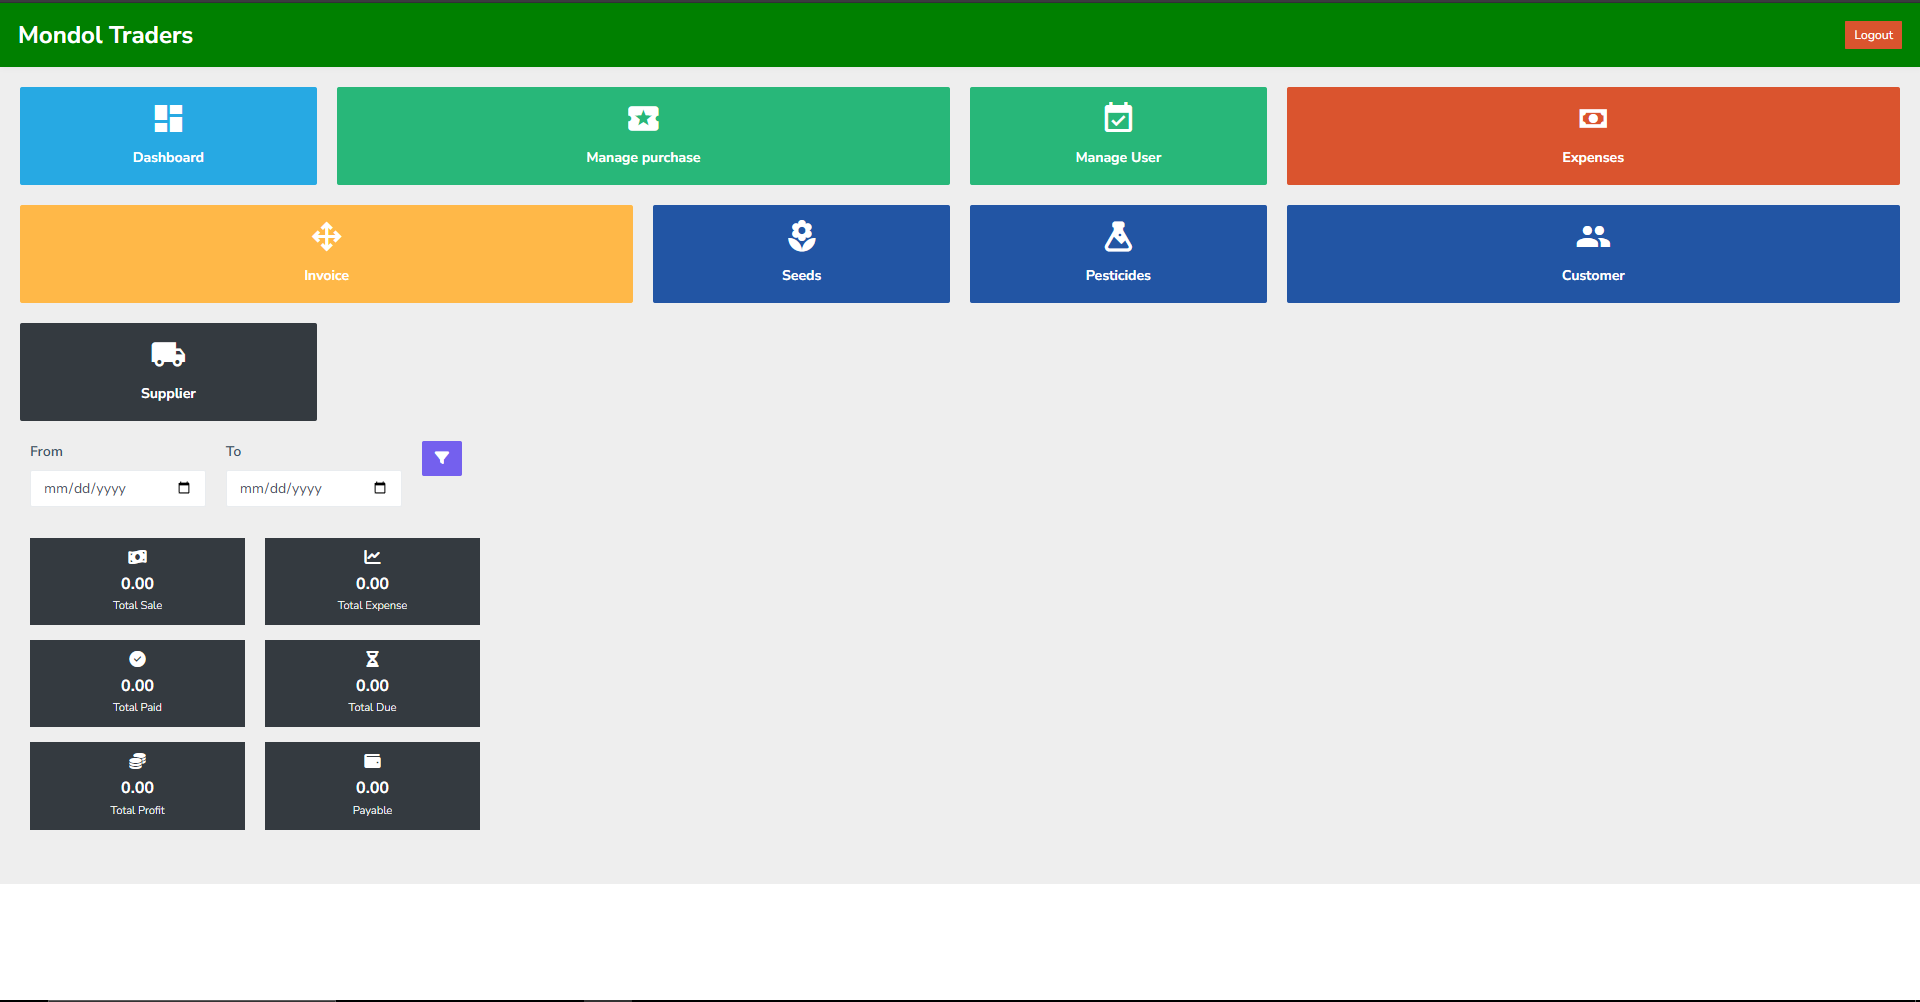 Mondol Traders
Logout
Dashboard
Manage purchase
Manage User
Expenses
Invoice
Seeds
Pesticides
Customer
Supplier
From
To
mm/dd/yyyy
mm/dd/yyyy
0.00
Total Sale
0.00
Total Expense
0.00
Total Paid
0.00
Total Due
0.00
Total Profit
0.00
Payable